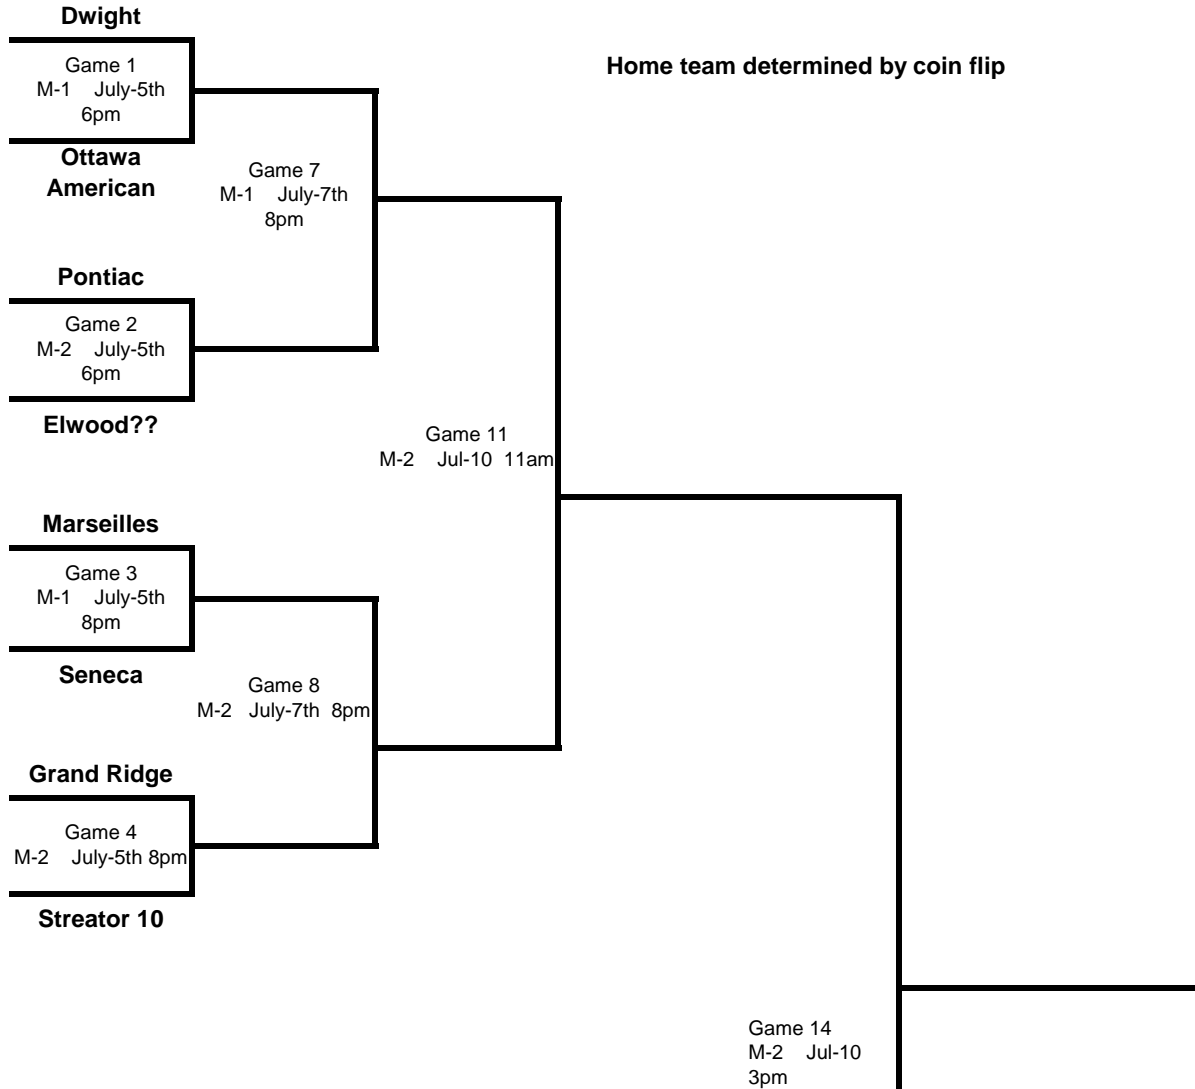 Dwight
Home team determined by coin flip
Game 1
M-1 July-5th
6pm
Ottawa
American
Game 7
M-1 July-7th
8pm
Pontiac
Game 2
M-2 July-5th
6pm
Elwood??
Game 11
M-2 Jul-10 11am
Marseilles
Game 3
M-1 July-5th
8pm
Seneca
Game 8
M-2 July-7th 8pm
Grand Ridge
Game 4
M-2 July-5th 8pm
Streator 10
Game 14
M-2 Jul-10
3pm